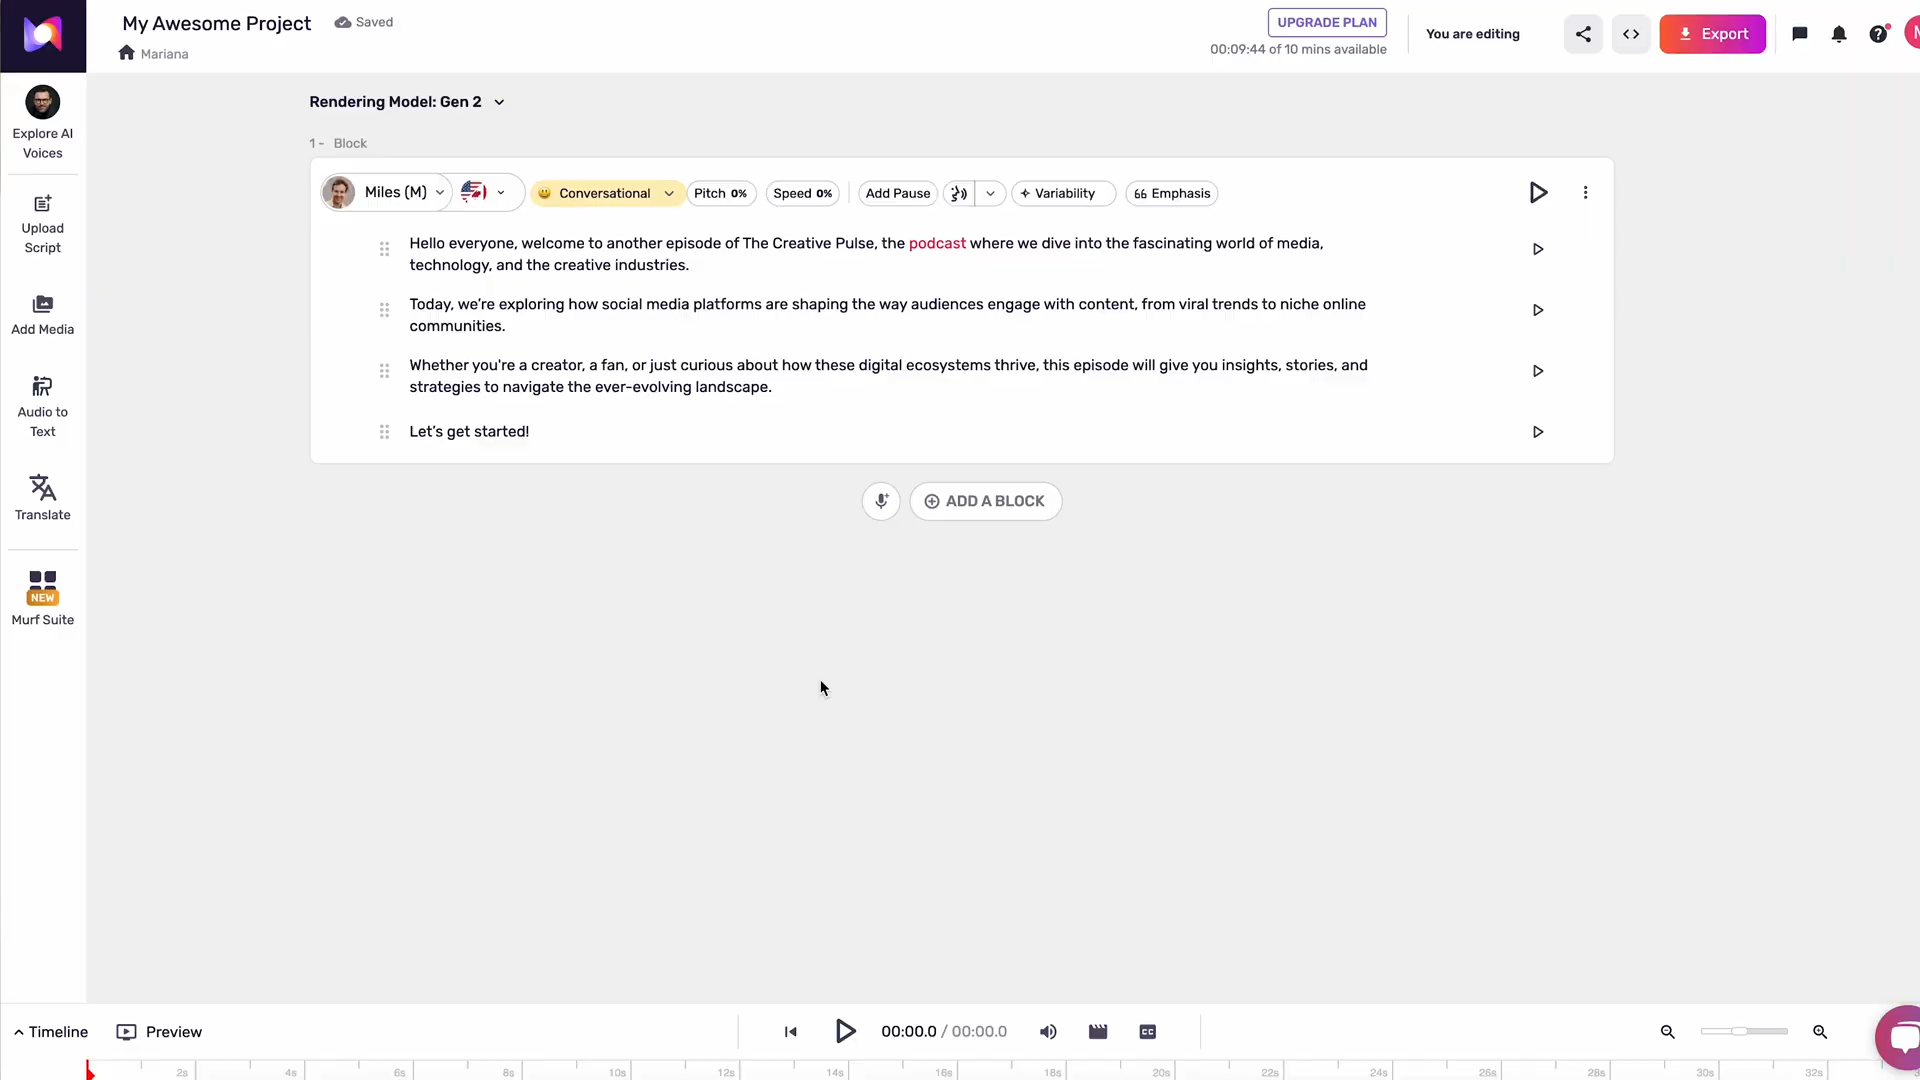 My Awesome Project
Saved
Mariana
UPGRADE PLAN
00:09:44 of 10 mins available
You are editing
Export
Explore AI
Voices
Upload
Script
Add Media
Audio to
Text
Translate
NEW
Murf Suite
Rendering Model: Gen 2
1 - Block
Miles (M)
Conversational
Pitch 0%
Speed 0%
Add Pause
Variability
Emphasis
Hello everyone, welcome to another episode of The Creative Pulse, the podcast where we dive into the fascinating world of media,
technology, and the creative industries.
Today, we’re exploring how social media platforms are shaping the way audiences engage with content, from viral trends to niche online
communities.
Whether you're a creator, a fan, or just curious about how these digital ecosystems thrive, this episode will give you insights, stories, and
strategies to navigate the ever-evolving landscape.
Let’s get started!
ADD A BLOCK
Timeline
Preview
00:00.0 / 00:00.0
CC
2s 4s 6s 8s 10s 12s 14s 16s 18s 20s 22s 24s 26s 28s 30s 32s